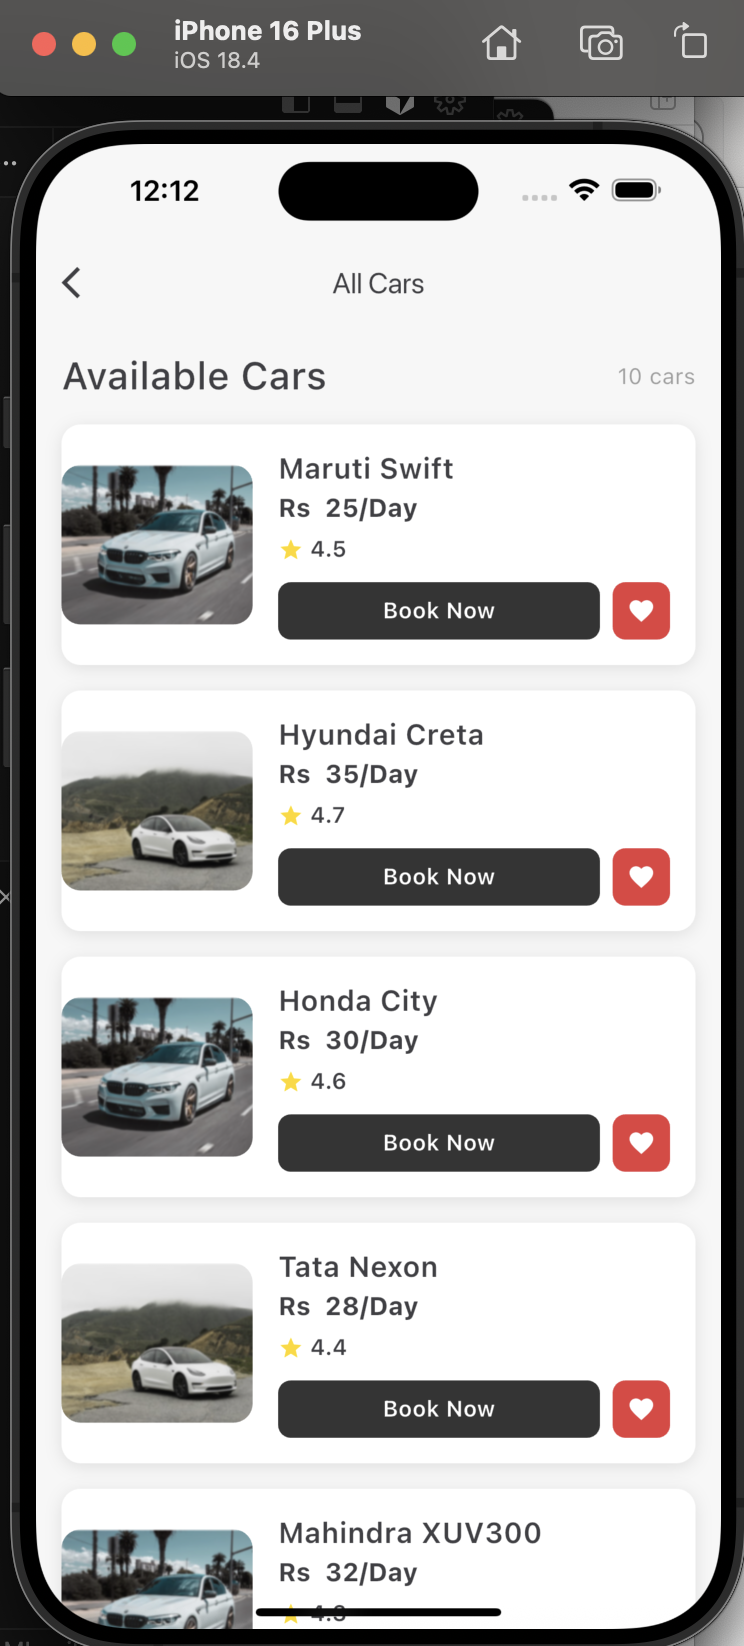 iPhone 16 Plus
iOS 18.4
12:12
All Cars
Available Cars
10 cars
Maruti Swift
Rs 25/Day
4.5
Book Now
Hyundai Creta
Rs 35/Day
4.7
Book Now
Honda City
Rs 30/Day
4.6
Book Now
Tata Nexon
Rs 28/Day
4.4
Book Now
Mahindra XUV300
Rs 32/Day